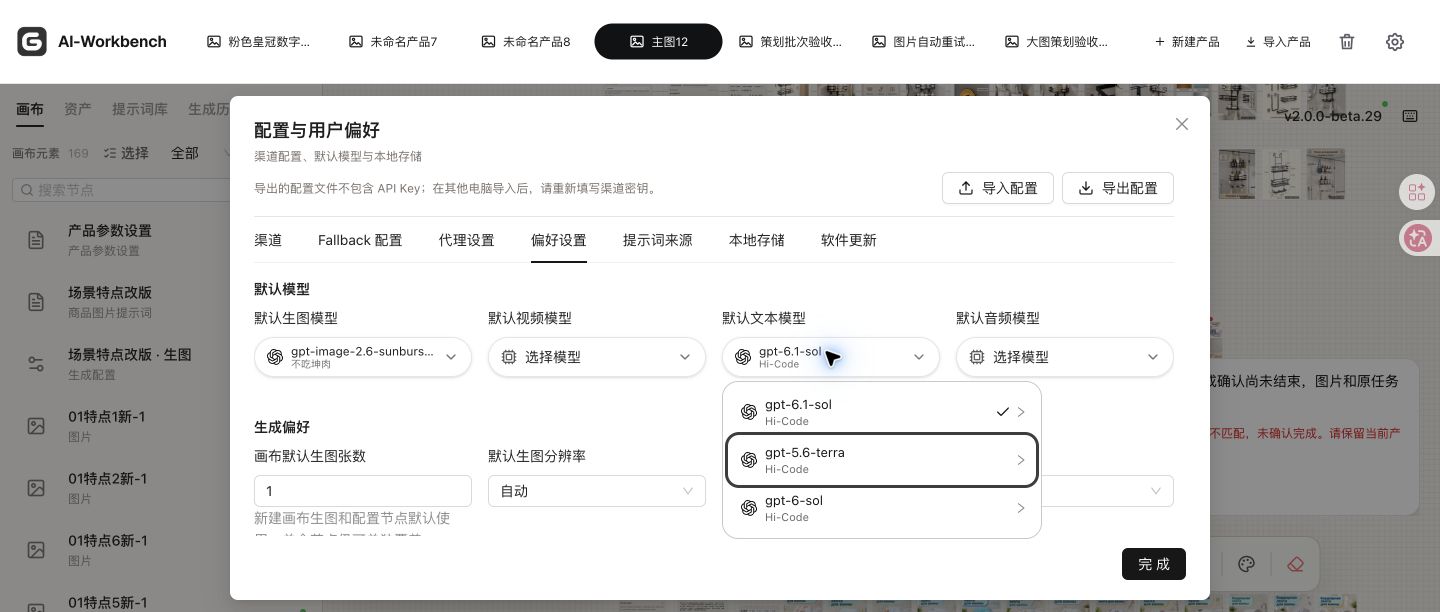 AI-Workbench
粉色皇冠数字...
未命名产品7
未命名产品8
主图12
策划批次验收...
图片自动重试...
大图策划验收...
新建产品
导入产品
画布
资产
提示词库
生成历
v2.0.0-beta.29
画布元素 169
选择
全部
搜索节点
产品参数设置
产品参数设置
场景特点改版
商品图片提示词
场景特点改版 · 生图
生成配置
01特点1新-1
图片
01特点2新-1
图片
01特点6新-1
图片
01特点5新-1
配置与用户偏好
渠道配置、默认模型与本地存储
导出的配置文件不包含 API Key；在其他电脑导入后，请重新填写渠道密钥。
导入配置
导出配置
渠道
Fallback 配置
代理设置
偏好设置
提示词来源
本地存储
软件更新
默认模型
默认生图模型
默认视频模型
默认文本模型
默认音频模型
gpt-image-2.6-sunburs...
不吃坤肉
选择模型
gpt-6.1-sol
Hi-Code
选择模型
gpt-6.1-sol
Hi-Code
gpt-5.6-terra
Hi-Code
gpt-6-sol
Hi-Code
生成偏好
画布默认生图张数
默认生图分辨率
1
自动
新建画布生图和配置节点默认使
完 成
成确认尚未结束，图片和原任务
不匹配，未确认完成。请保留当前产